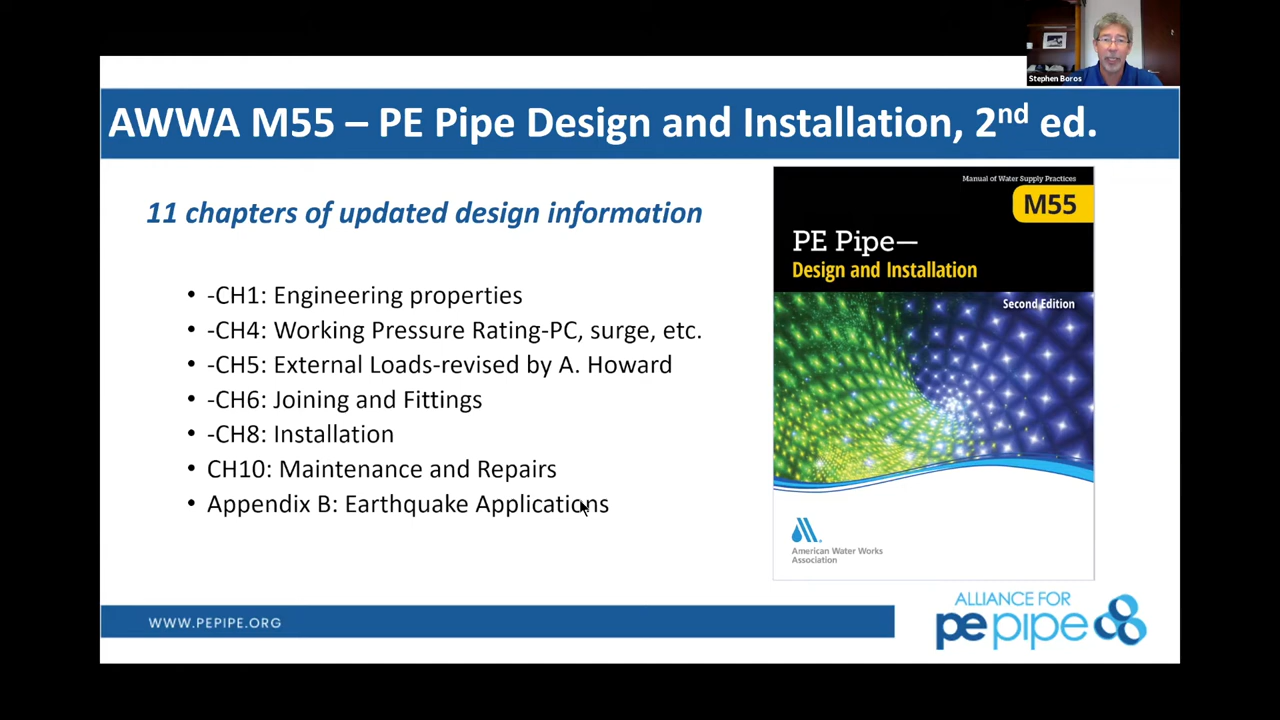 Stephen Boros
AWWA M55 – PE Pipe Design and Installation, 2nd ed.
11 chapters of updated design information
• -CH1: Engineering properties
• -CH4: Working Pressure Rating-PC, surge, etc.
• -CH5: External Loads-revised by A. Howard
• -CH6: Joining and Fittings
• -CH8: Installation
• CH10: Maintenance and Repairs
• Appendix B: Earthquake Applications
Manual of Water Supply Practices
M55
PE Pipe—
Design and Installation
Second Edition
American Water Works
Association
WWW.PEPIPE.ORG
ALLIANCE FOR
pepipe